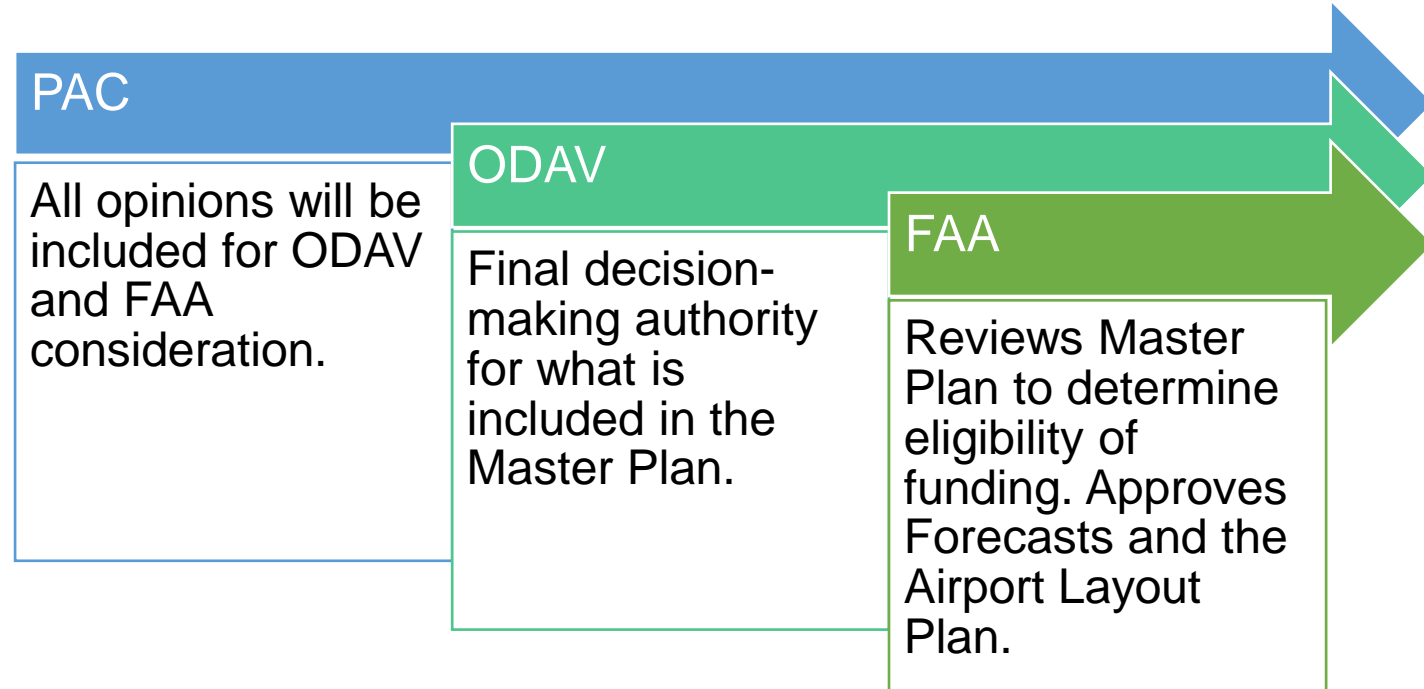 PAC
All opinions will be
included for ODAV
and FAA
consideration.
ODAV
Final decision-
making authority
for what is
included in the
Master Plan.
FAA
Reviews Master
Plan to determine
eligibility of
funding. Approves
Forecasts and the
Airport Layout
Plan.